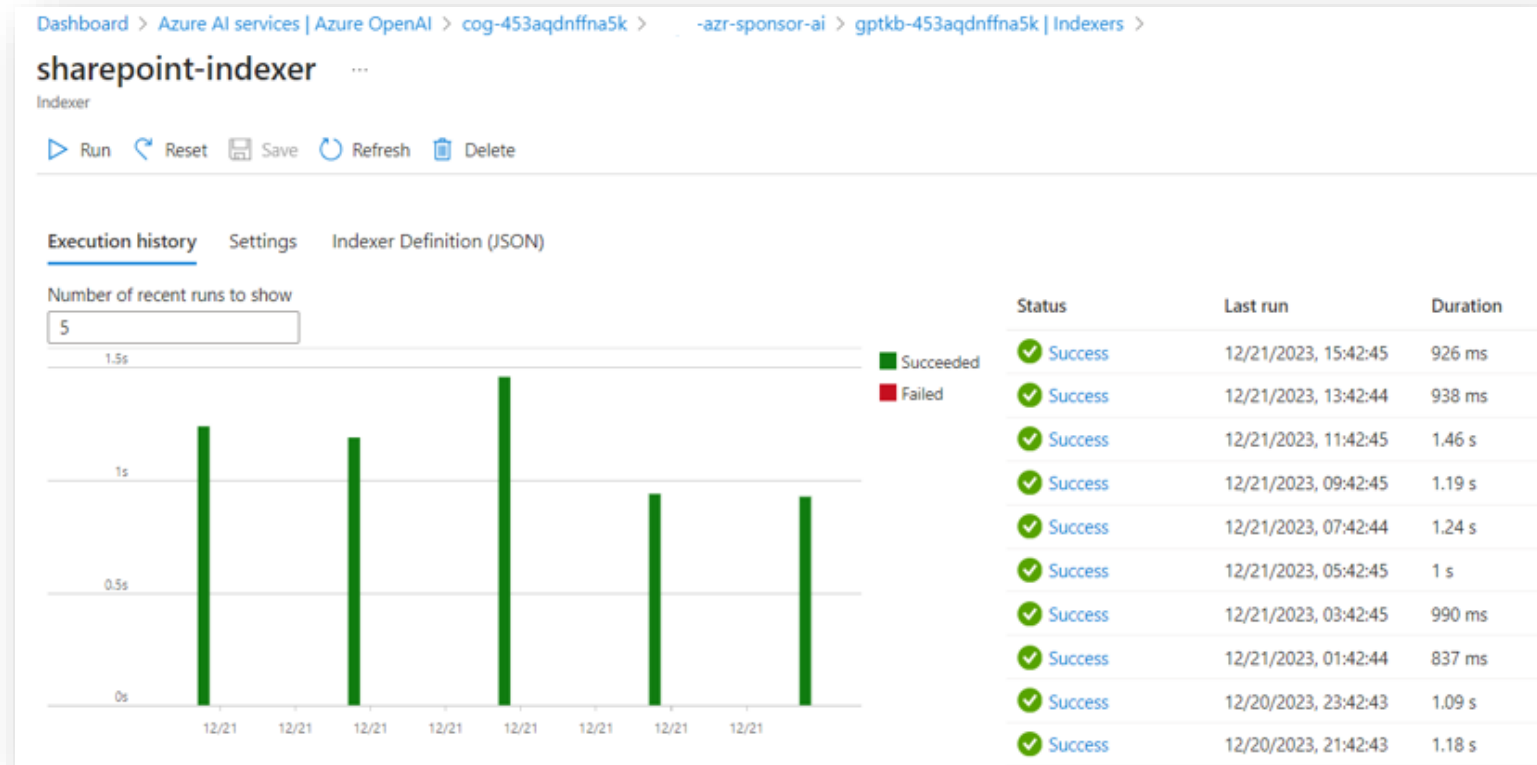 Dashboard > Azure AI services | Azure OpenAI > cog-453aqdnffna5k > -azr-sponsor-ai > gptkb-453aqdnffna5k | Indexers >
sharepoint-indexer ...
Indexer
Run Reset Save Refresh Delete
Execution history Settings Indexer Definition (JSON)
Number of recent runs to show
5
1.5s
1s
0.5s
0s
12/21 12/21 12/21 12/21 12/21 12/21 12/21 12/21
Succeeded
Failed
Status Last run Duration
Success 12/21/2023, 15:42:45 926 ms
Success 12/21/2023, 13:42:44 938 ms
Success 12/21/2023, 11:42:45 1.46 s
Success 12/21/2023, 09:42:45 1.19 s
Success 12/21/2023, 07:42:44 1.24 s
Success 12/21/2023, 05:42:45 1 s
Success 12/21/2023, 03:42:45 990 ms
Success 12/21/2023, 01:42:44 837 ms
Success 12/20/2023, 23:42:43 1.09 s
Success 12/20/2023, 21:42:43 1.18 s